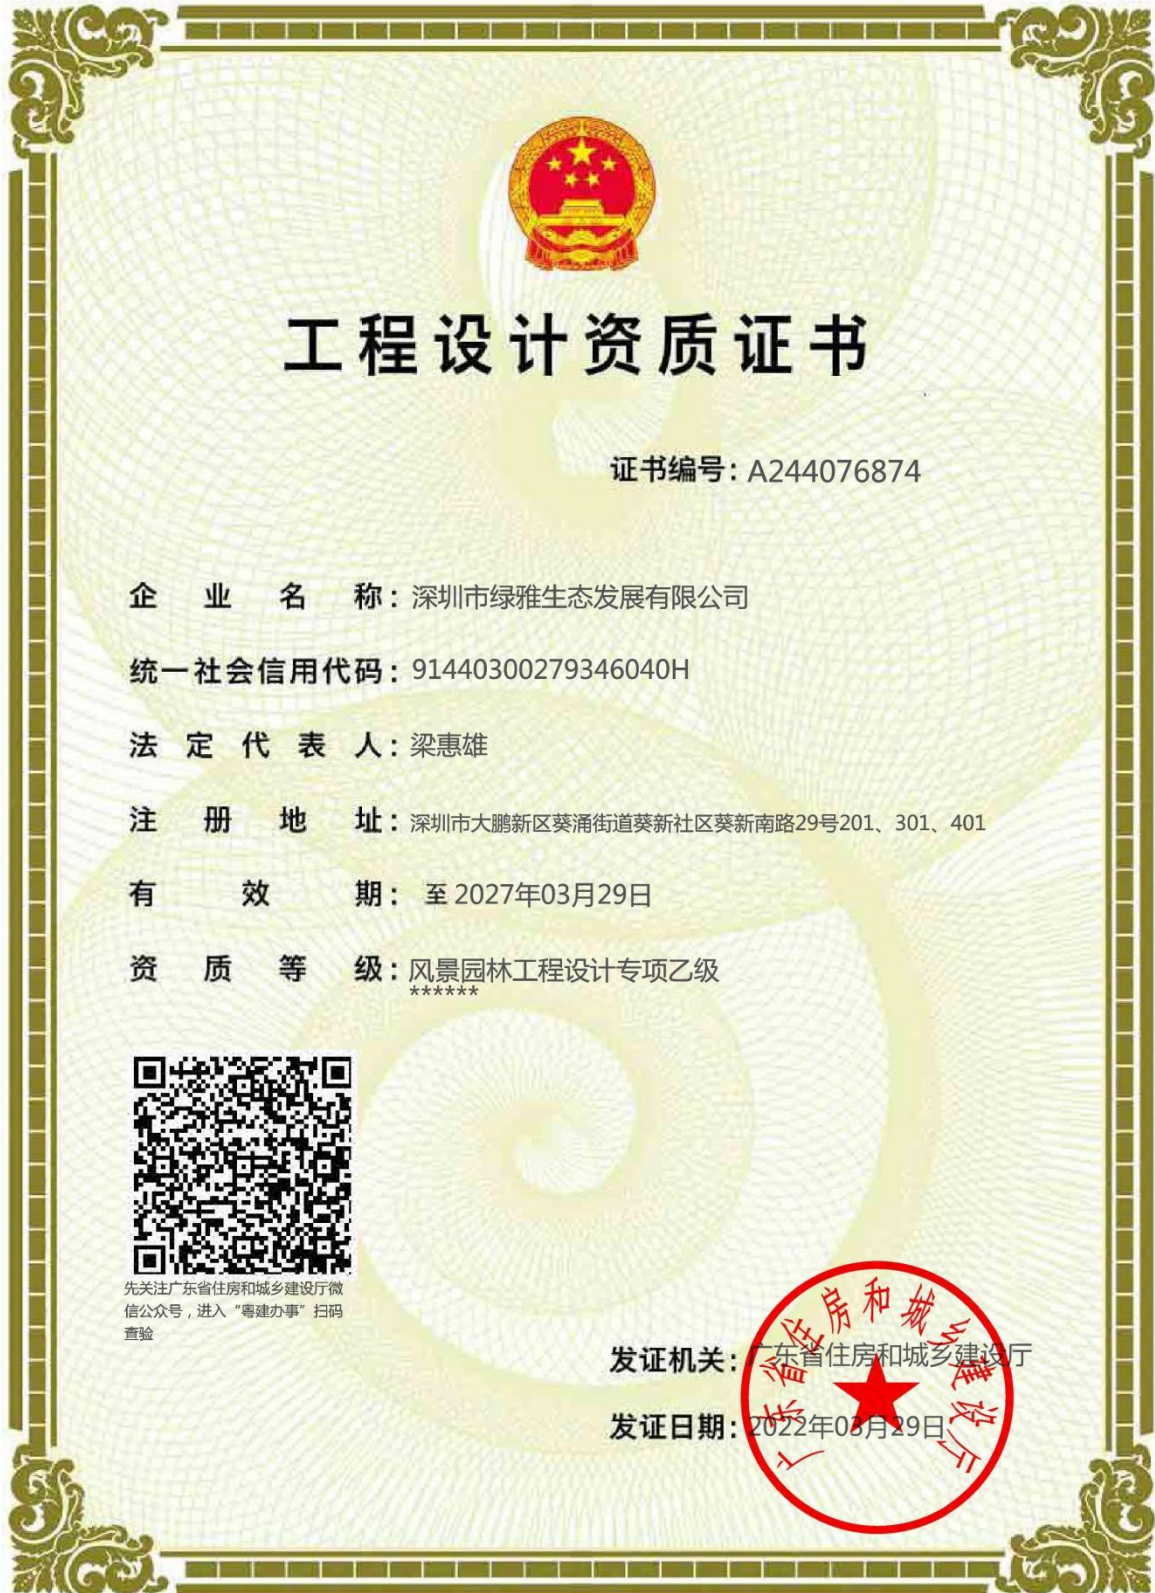 工程设计资质证书
证书编号：A244076874
企业名称：深圳市绿雅生态发展有限公司
统一社会信用代码：91440300279346040H
法定代表人：梁惠雄
注册地址：深圳市大鹏新区葵涌街道葵新社区葵新南路29号201、301、401
有效期：至2027年03月29日
资质等级：风景园林工程设计专项乙级
******
先关注广东省住房和城乡建设厅微
信公众号，进入“粤建办事”扫码
查验
发证机关：广东省住房和城乡建设厅
发证日期：2022年03月29日
广东省住房和城乡建设厅